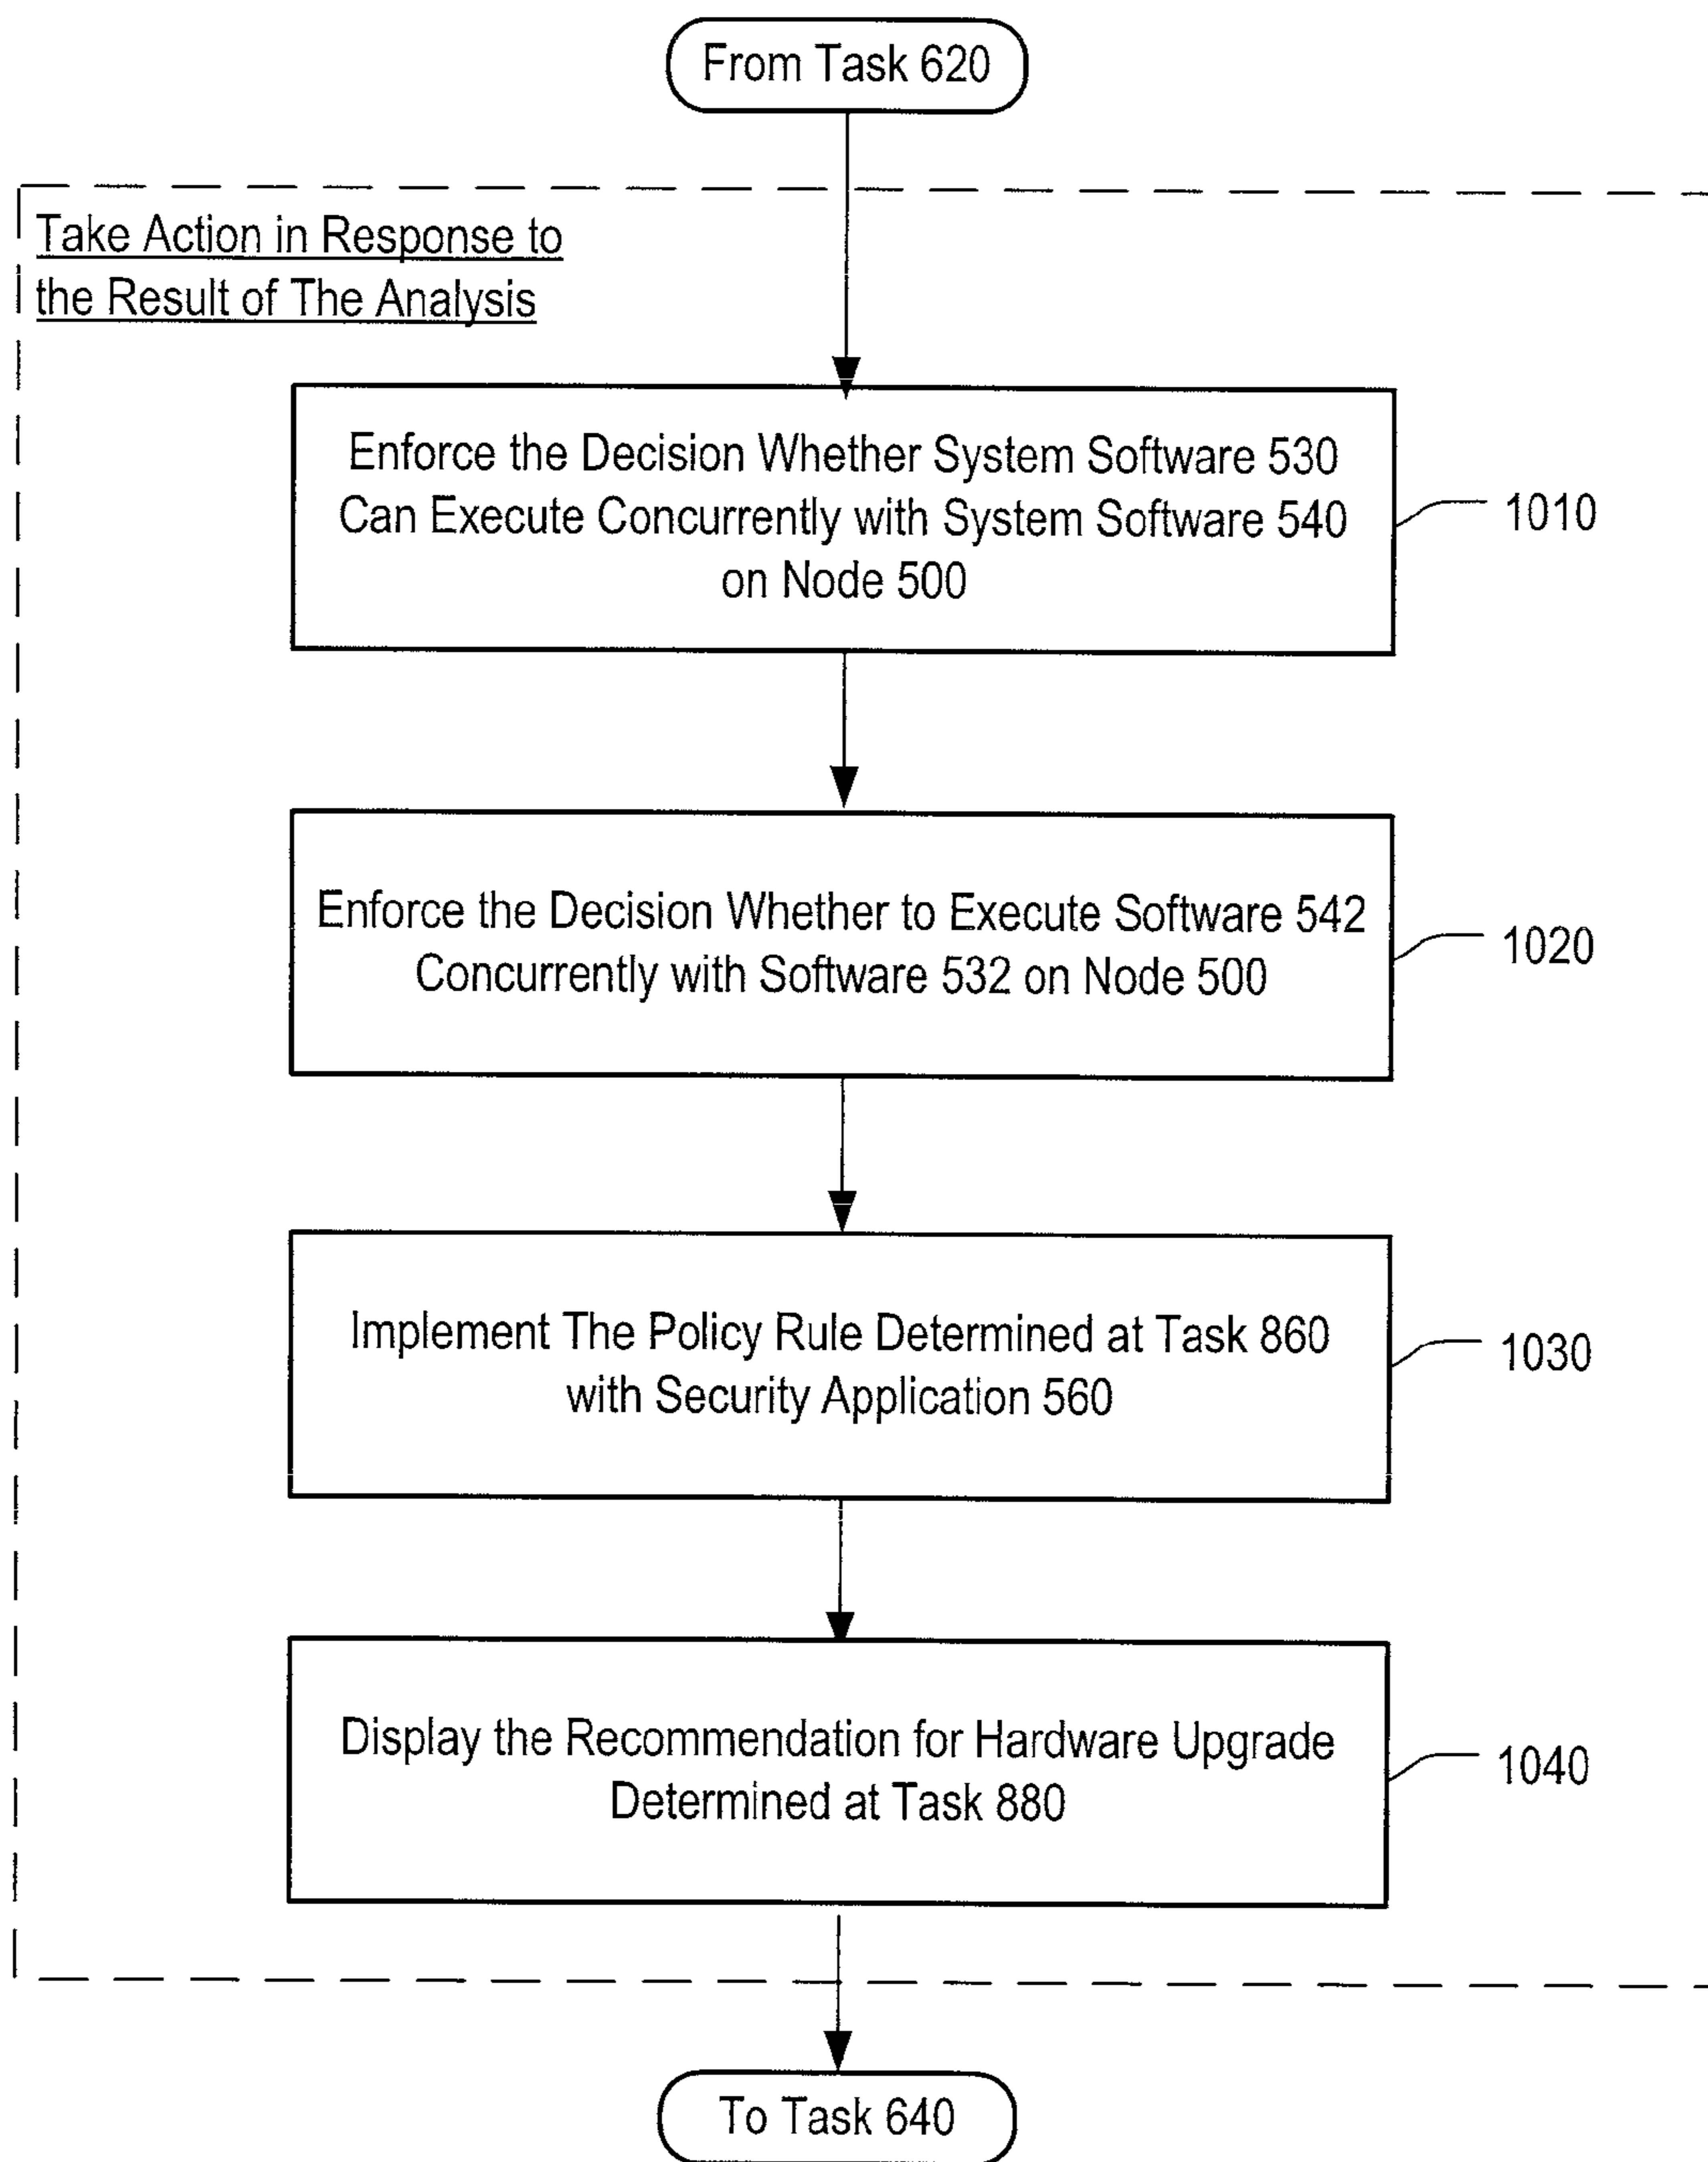 From Task 620
Take Action in Response to
the Result of The Analysis
Enforce the Decision Whether System Software 530
Can Execute Concurrently with System Software 540
on Node 500
1010
Enforce the Decision Whether to Execute Software 542
Concurrently with Software 532 on Node 500
1020
Implement The Policy Rule Determined at Task 860
with Security Application 560
1030
Display the Recommendation for Hardware Upgrade
Determined at Task 880
1040
To Task 640